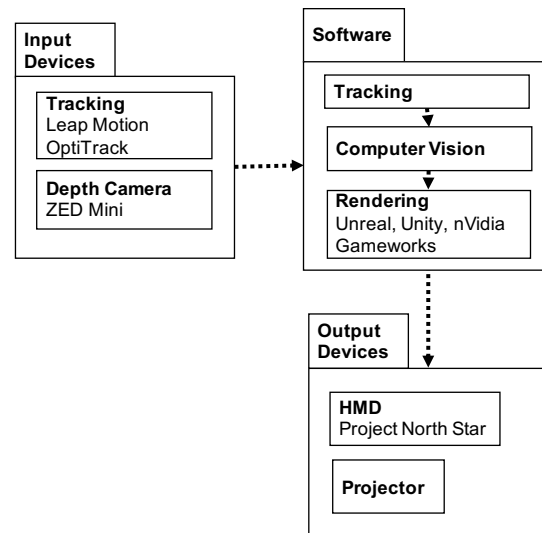 Input
Devices
Tracking
Leap Motion
OptiTrack
Depth Camera
ZED Mini
Software
Tracking
Computer Vision
Rendering
Unreal, Unity, nVidia
Gameworks
Output
Devices
HMD
Project North Star
Projector